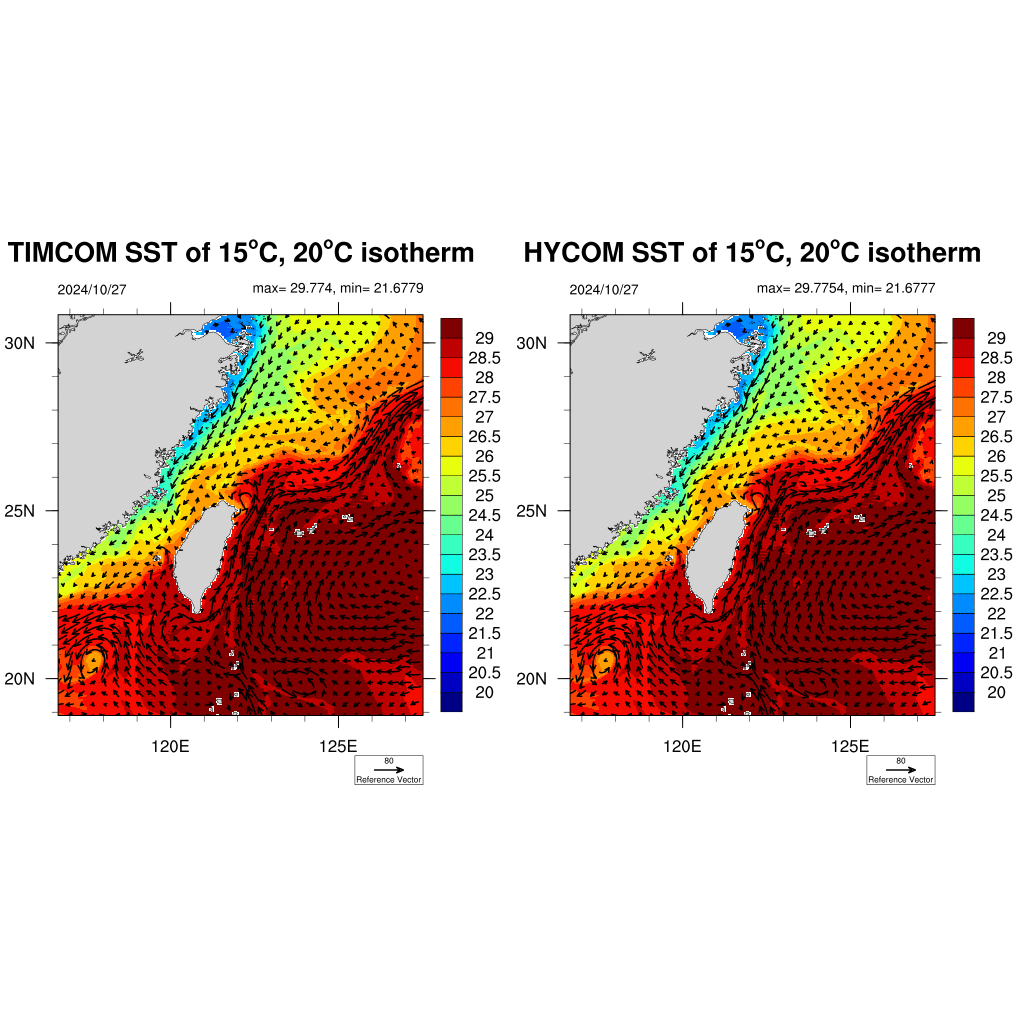 TIMCOM SST of 15°C, 20°C isotherm
2024/10/27
max= 29.774, min= 21.6779
30N
25N
20N
120E
125E
29
28.5
28
27.5
27
26.5
26
25.5
25
24.5
24
23.5
23
22.5
22
21.5
21
20.5
20
80
Reference Vector
HYCOM SST of 15°C, 20°C isotherm
2024/10/27
max= 29.7754, min= 21.6777
30N
25N
20N
120E
125E
29
28.5
28
27.5
27
26.5
26
25.5
25
24.5
24
23.5
23
22.5
22
21.5
21
20.5
20
80
Reference Vector